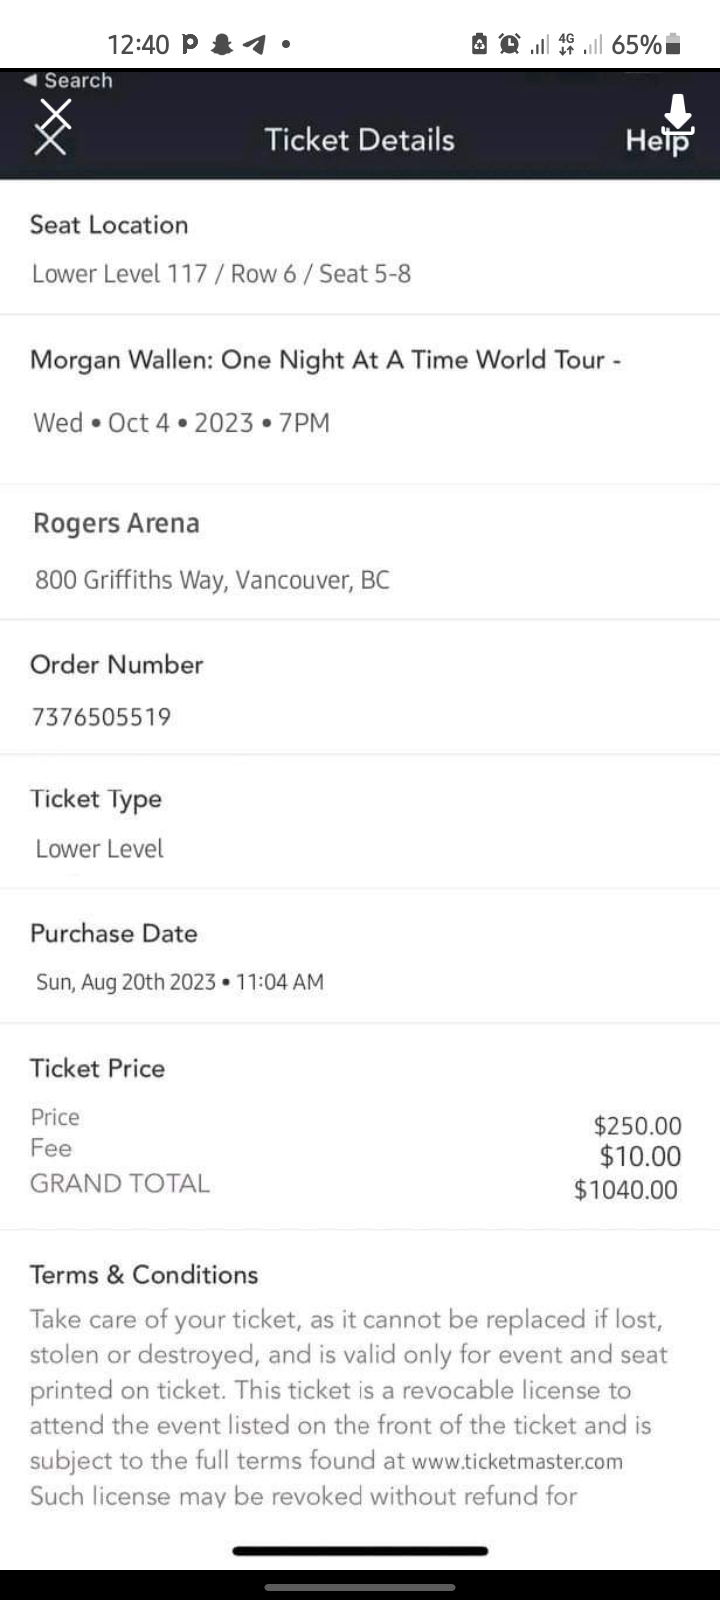 12:40 4G 65%
◀ Search
Ticket Details Help
Seat Location
Lower Level 117 / Row 6 / Seat 5-8
Morgan Wallen: One Night At A Time World Tour -
Wed • Oct 4 • 2023 • 7PM
Rogers Arena
800 Griffiths Way, Vancouver, BC
Order Number
7376505519
Ticket Type
Lower Level
Purchase Date
Sun, Aug 20th 2023 • 11:04 AM
Ticket Price
Price $250.00
Fee $10.00
GRAND TOTAL $1040.00
Terms & Conditions
Take care of your ticket, as it cannot be replaced if lost,
stolen or destroyed, and is valid only for event and seat
printed on ticket. This ticket is a revocable license to
attend the event listed on the front of the ticket and is
subject to the full terms found at www.ticketmaster.com
Such license may be revoked without refund for